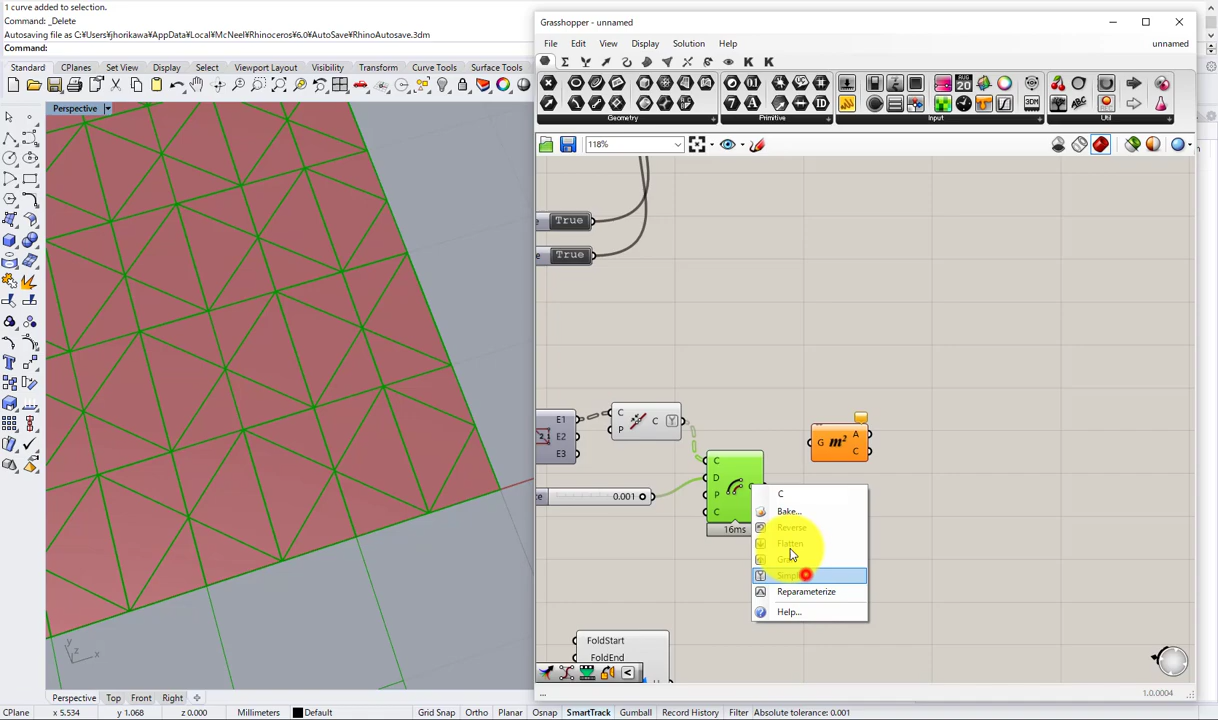 1 curve added to selection.
Command: _Delete
Autosaving file as C:¥Users¥jhorikawa¥AppData¥Local¥McNeel¥Rhinoceros¥6.0¥AutoSave¥RhinoAutosave.3dm
Command:
Standard CPlanes Set View Display Select Viewport Layout Visibility Transform Curve Tools Surface Tools
Perspective
Grasshopper - unnamed
File Edit View Display Solution Help unnamed
Geometry Primitive Input Util
118%
True
True
E1
E2
E3
C
P
C
0.001
C
D
P
C
16ms
G m² A
C
C
Bake...
Reverse
Flatten
Reparameterize
Help...
FoldStart
FoldEnd
1.0.0004
y
z x
Perspective Top Front Right
CPlane x 5.534 y 1.068 z 0.000 Millimeters Default Grid Snap Ortho Planar Osnap SmartTrack Gumball Record History Filter Absolute tolerance: 0.001